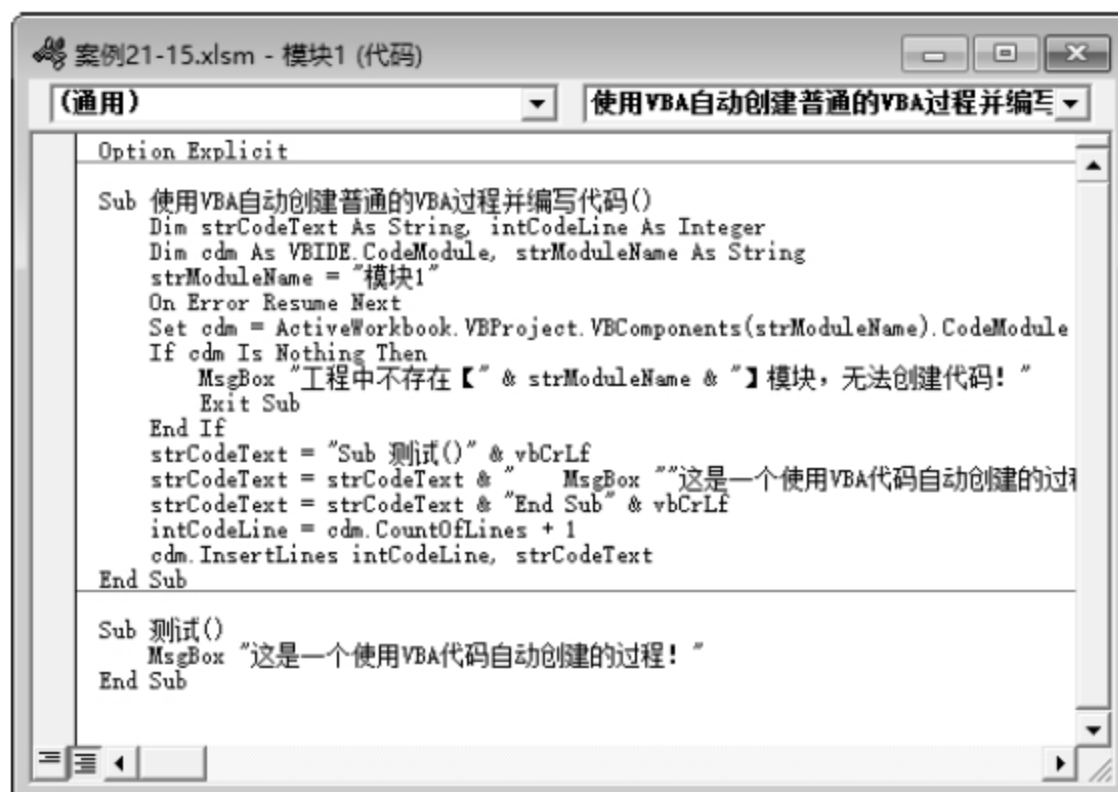 案例21-15.xlsm - 模块1 (代码)
(通用)
使用VBA自动创建普通的VBA过程并编写
Option Explicit
Sub 使用VBA自动创建普通的VBA过程并编写代码()
Dim strCodeText As String, intCodeLine As Integer
Dim cdm As VBIDE.CodeModule, strModuleName As String
strModuleName = "模块1"
On Error Resume Next
Set cdm = ActiveWorkbook.VBProject.VBComponents(strModuleName).CodeModule
If cdm Is Nothing Then
MsgBox "工程中不存在【" & strModuleName & "】模块，无法创建代码！"
Exit Sub
End If
strCodeText = "Sub 测试()" & vbCrLf
strCodeText = strCodeText & "    MsgBox ""这是一个使用VBA代码自动创建的过程
strCodeText = strCodeText & "End Sub" & vbCrLf
intCodeLine = cdm.CountOfLines + 1
cdm.InsertLines intCodeLine, strCodeText
End Sub
Sub 测试()
MsgBox "这是一个使用VBA代码自动创建的过程！"
End Sub